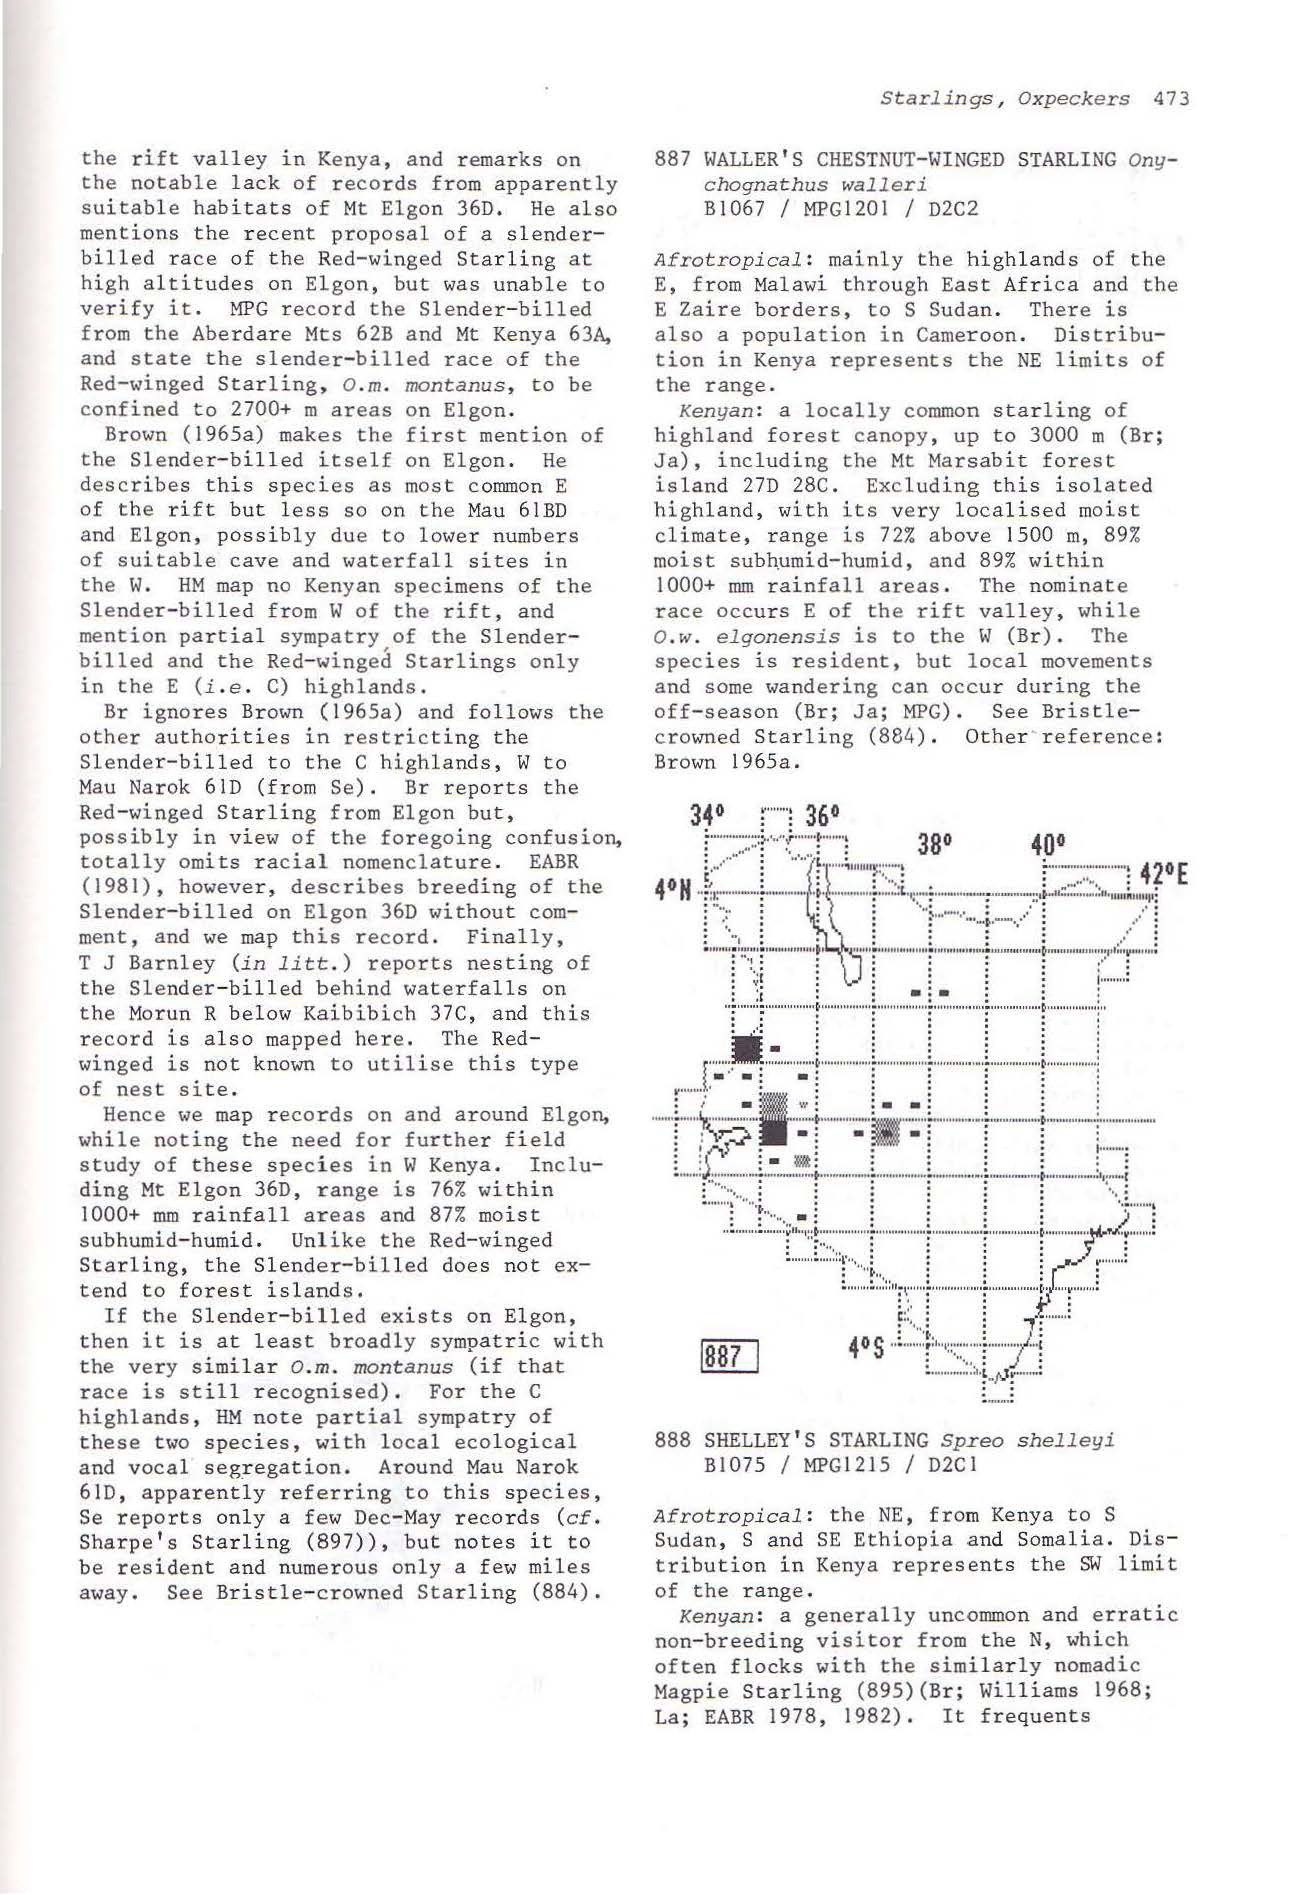 Starlings, Oxpeckers 473
the rift valley in Kenya, and remarks on
the notable lack of records from apparently
suitable habitats of Mt Elgon 36D. He also
mentions the recent proposal of a slender-
billed race of the Red-winged Starling at
high altitudes on Elgon, but was unable to
verify it. MPG record the Slender-billed
from the Aberdare Mts 62B and Mt Kenya 63A,
and state the slender-billed race of the
Red-winged Starling, O.m. montanus, to be
confined to 2700+ m areas on Elgon.
Brown (1965a) makes the first mention of
the Slender-billed itself on Elgon. He
describes this species as most common E
of the rift but less so on the Mau 61BD
and Elgon, possibly due to lower numbers
of suitable cave and waterfall sites in
the W. HM map no Kenyan specimens of the
Slender-billed from W of the rift, and
mention partial sympatry of the Slender-
billed and the Red-winged Starlings only
in the E (i.e. C) highlands.
Br ignores Brown (1965a) and follows the
other authorities in restricting the
Slender-billed to the C highlands, W to
Mau Narok 61D (from Se). Br reports the
Red-winged Starling from Elgon but,
possibly in view of the foregoing confusion,
totally omits racial nomenclature. EABR
(1981), however, describes breeding of the
Slender-billed on Elgon 36D without com-
ment, and we map this record. Finally,
T J Barnley (in litt.) reports nesting of
the Slender-billed behind waterfalls on
the Morun R below Kaibibich 37C, and this
record is also mapped here. The Red-
winged is not known to utilise this type
of nest site.
Hence we map records on and around Elgon,
while noting the need for further field
study of these species in W Kenya. Inclu-
ding Mt Elgon 36D, range is 76% within
1000+ mm rainfall areas and 87% moist
subhumid-humid. Unlike the Red-winged
Starling, the Slender-billed does not ex-
tend to forest islands.
If the Slender-billed exists on Elgon,
then it is at least broadly sympatric with
the very similar O.m. montanus (if that
race is still recognised). For the C
highlands, HM note partial sympatry of
these two species, with local ecological
and vocal segregation. Around Mau Narok
61D, apparently referring to this species,
Se reports only a few Dec-May records (cf.
Sharpe's Starling (897)), but notes it to
be resident and numerous only a few miles
away. See Bristle-crowned Starling (884).
887 WALLER'S CHESTNUT-WINGED STARLING Ony-
chognathus walleri
B1067 / MPG1201 / D2C2
Afrotropical: mainly the highlands of the
E, from Malawi through East Africa and the
E Zaire borders, to S Sudan. There is
also a population in Cameroon. Distribu-
tion in Kenya represents the NE limits of
the range.
Kenyan: a locally common starling of
highland forest canopy, up to 3000 m (Br;
Ja), including the Mt Marsabit forest
island 27D 28C. Excluding this isolated
highland, with its very localised moist
climate, range is 72% above 1500 m, 89%
moist subhumid-humid, and 89% within
1000+ mm rainfall areas. The nominate
race occurs E of the rift valley, while
O.w. elgonensis is to the W (Br). The
species is resident, but local movements
and some wandering can occur during the
off-season (Br; Ja; MPG). See Bristle-
crowned Starling (884). Other reference:
Brown 1965a.
34° 36°
38° 40°
42°E
4°N
4°S
887
888 SHELLEY'S STARLING Spreo shelleyi
B1075 / MPG1215 / D2C1
Afrotropical: the NE, from Kenya to S
Sudan, S and SE Ethiopia and Somalia. Dis-
tribution in Kenya represents the SW limit
of the range.
Kenyan: a generally uncommon and erratic
non-breeding visitor from the N, which
often flocks with the similarly nomadic
Magpie Starling (895)(Br; Williams 1968;
La; EABR 1978, 1982). It frequents